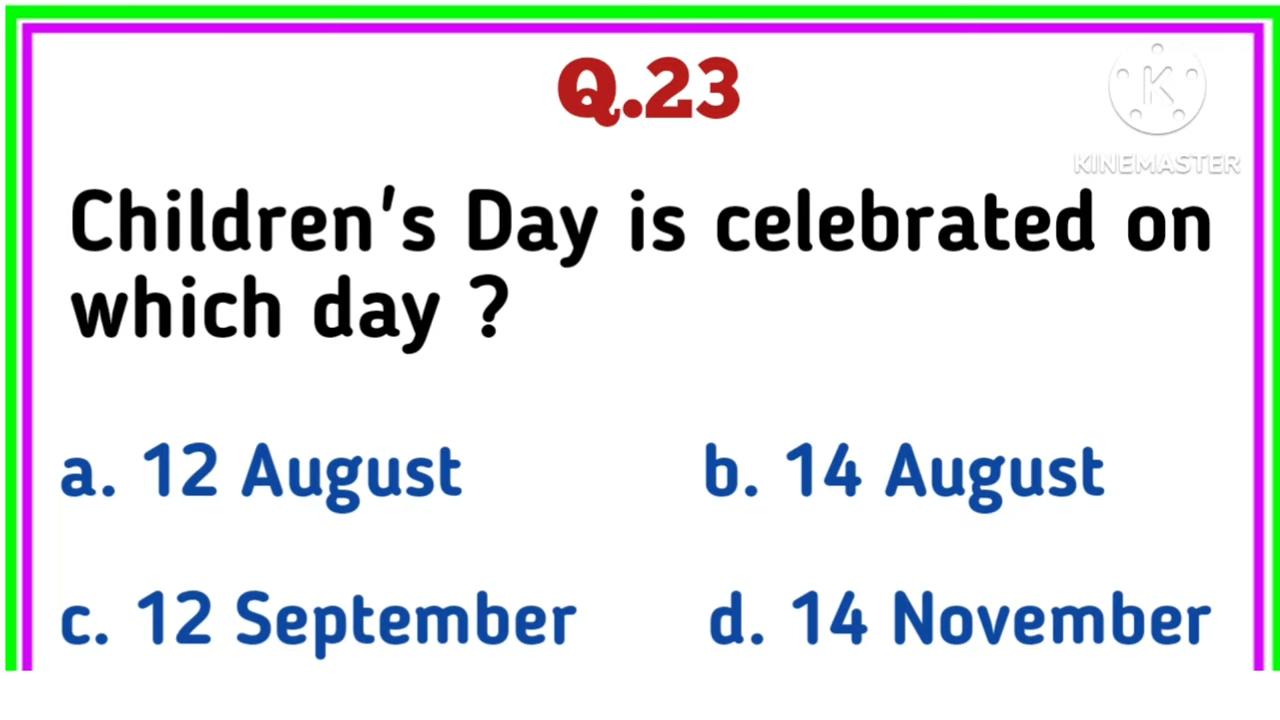 Q.23
KINEMASTER
Children's Day is celebrated on
which day ?
a. 12 August b. 14 August
c. 12 September d. 14 November